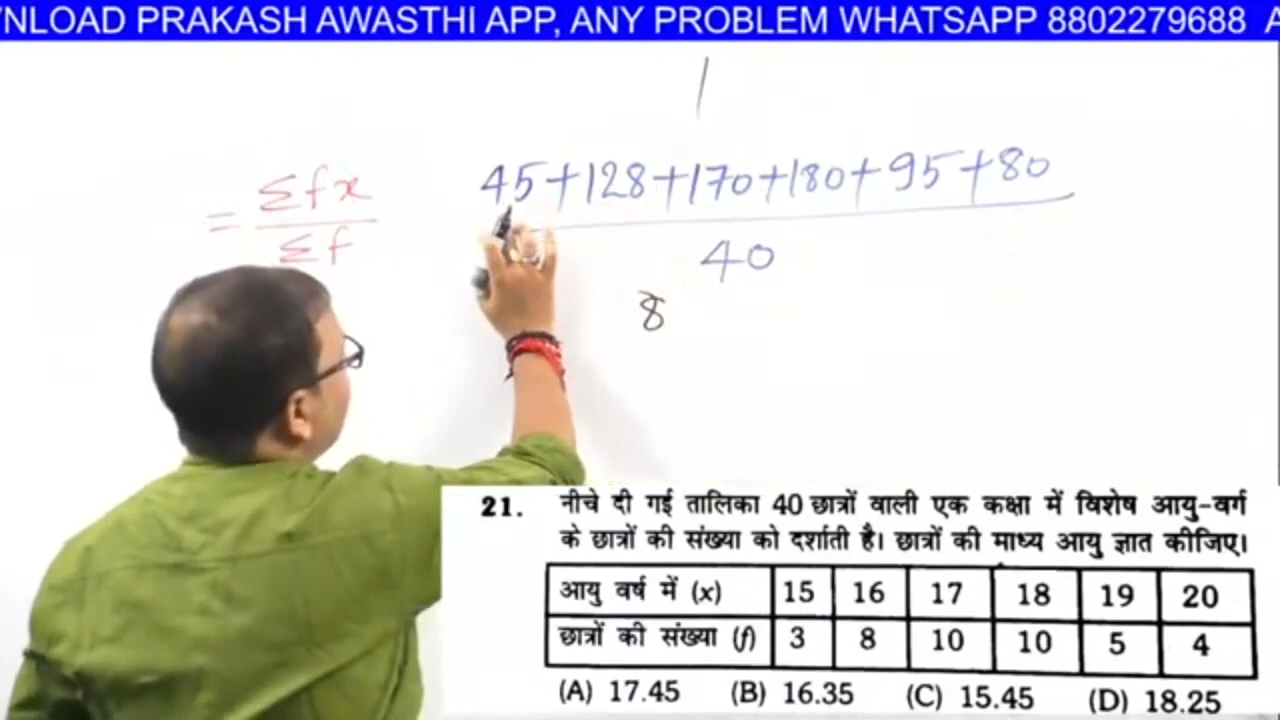 NLOAD PRAKASH AWASTHI APP, ANY PROBLEM WHATSAPP 8802279688 A
1
= Σfx / Σf
45+128+170+180+95+80
40
8
21. नीचे दी गई तालिका 40 छात्रों वाली एक कक्षा में विशेष आयु-वर्ग
के छात्रों की संख्या को दर्शाती है। छात्रों की माध्य आयु ज्ञात कीजिए।
आयु वर्ष में (x) 15 16 17 18 19 20
छात्रों की संख्या (f) 3 8 10 10 5 4
(A) 17.45 (B) 16.35 (C) 15.45 (D) 18.25